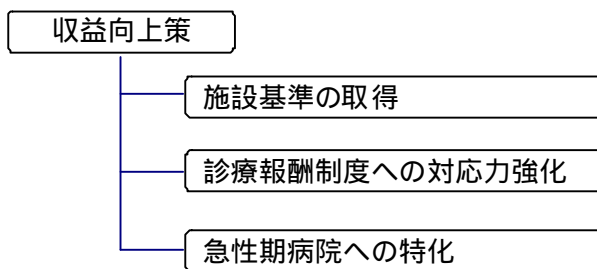 収益向上策
施設基準の取得
診療報酬制度への対応力強化
急性期病院への特化